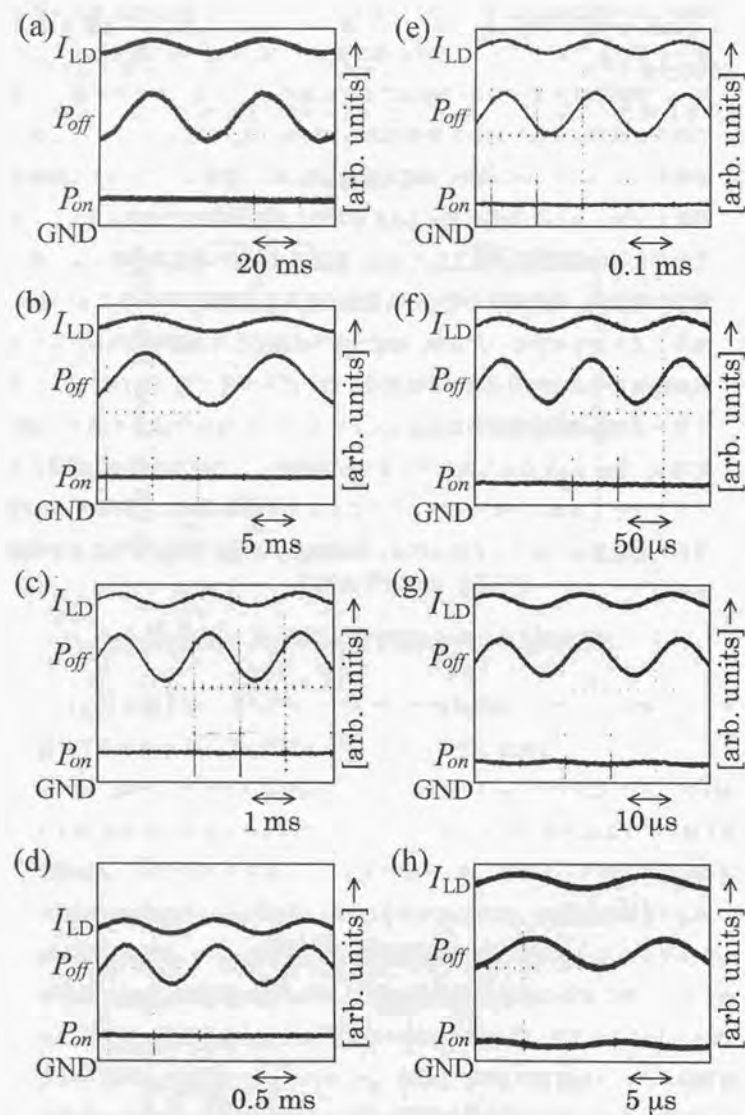 (a)
I_LD
P_off
P_on
GND
20 ms
[arb. units] →
(b)
I_LD
P_off
P_on
GND
5 ms
[arb. units] →
(c)
I_LD
P_off
P_on
GND
1 ms
[arb. units] →
(d)
I_LD
P_off
P_on
GND
0.5 ms
[arb. units] →
(e)
I_LD
P_off
P_on
GND
0.1 ms
[arb. units] →
(f)
I_LD
P_off
P_on
GND
50 µs
[arb. units] →
(g)
I_LD
P_off
P_on
GND
10 µs
[arb. units] →
(h)
I_LD
P_off
P_on
GND
5 µs
[arb. units] →